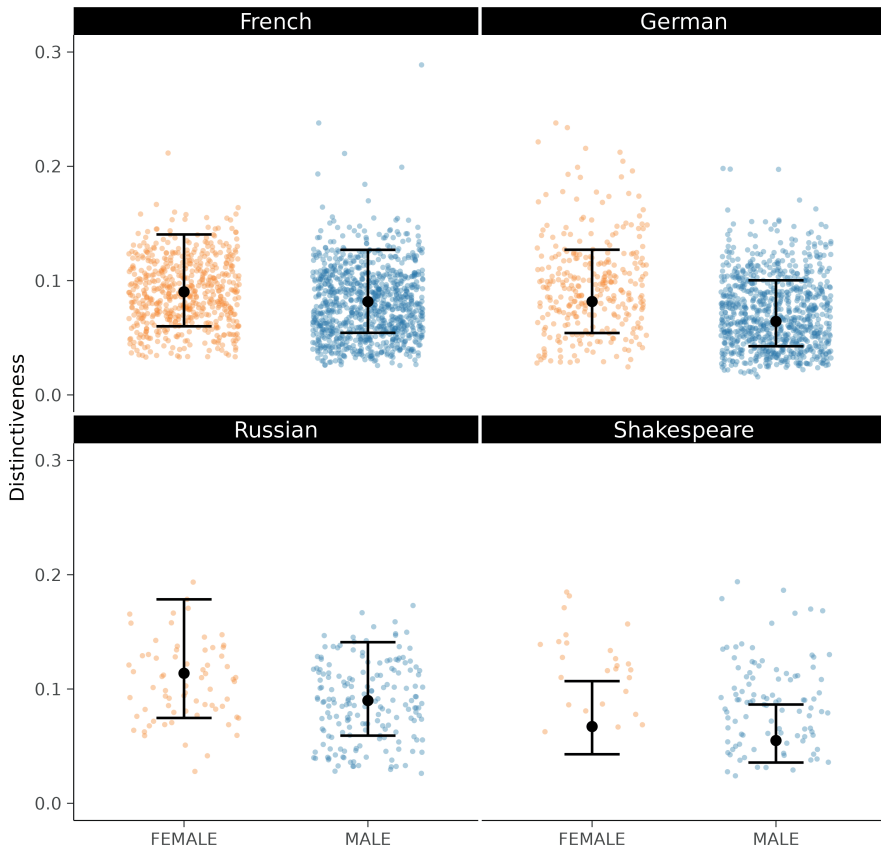 French
German
0.3
0.2
0.1
0.0
Distinctiveness
Russian
Shakespeare
0.3
0.2
0.1
0.0
FEMALE
MALE
FEMALE
MALE